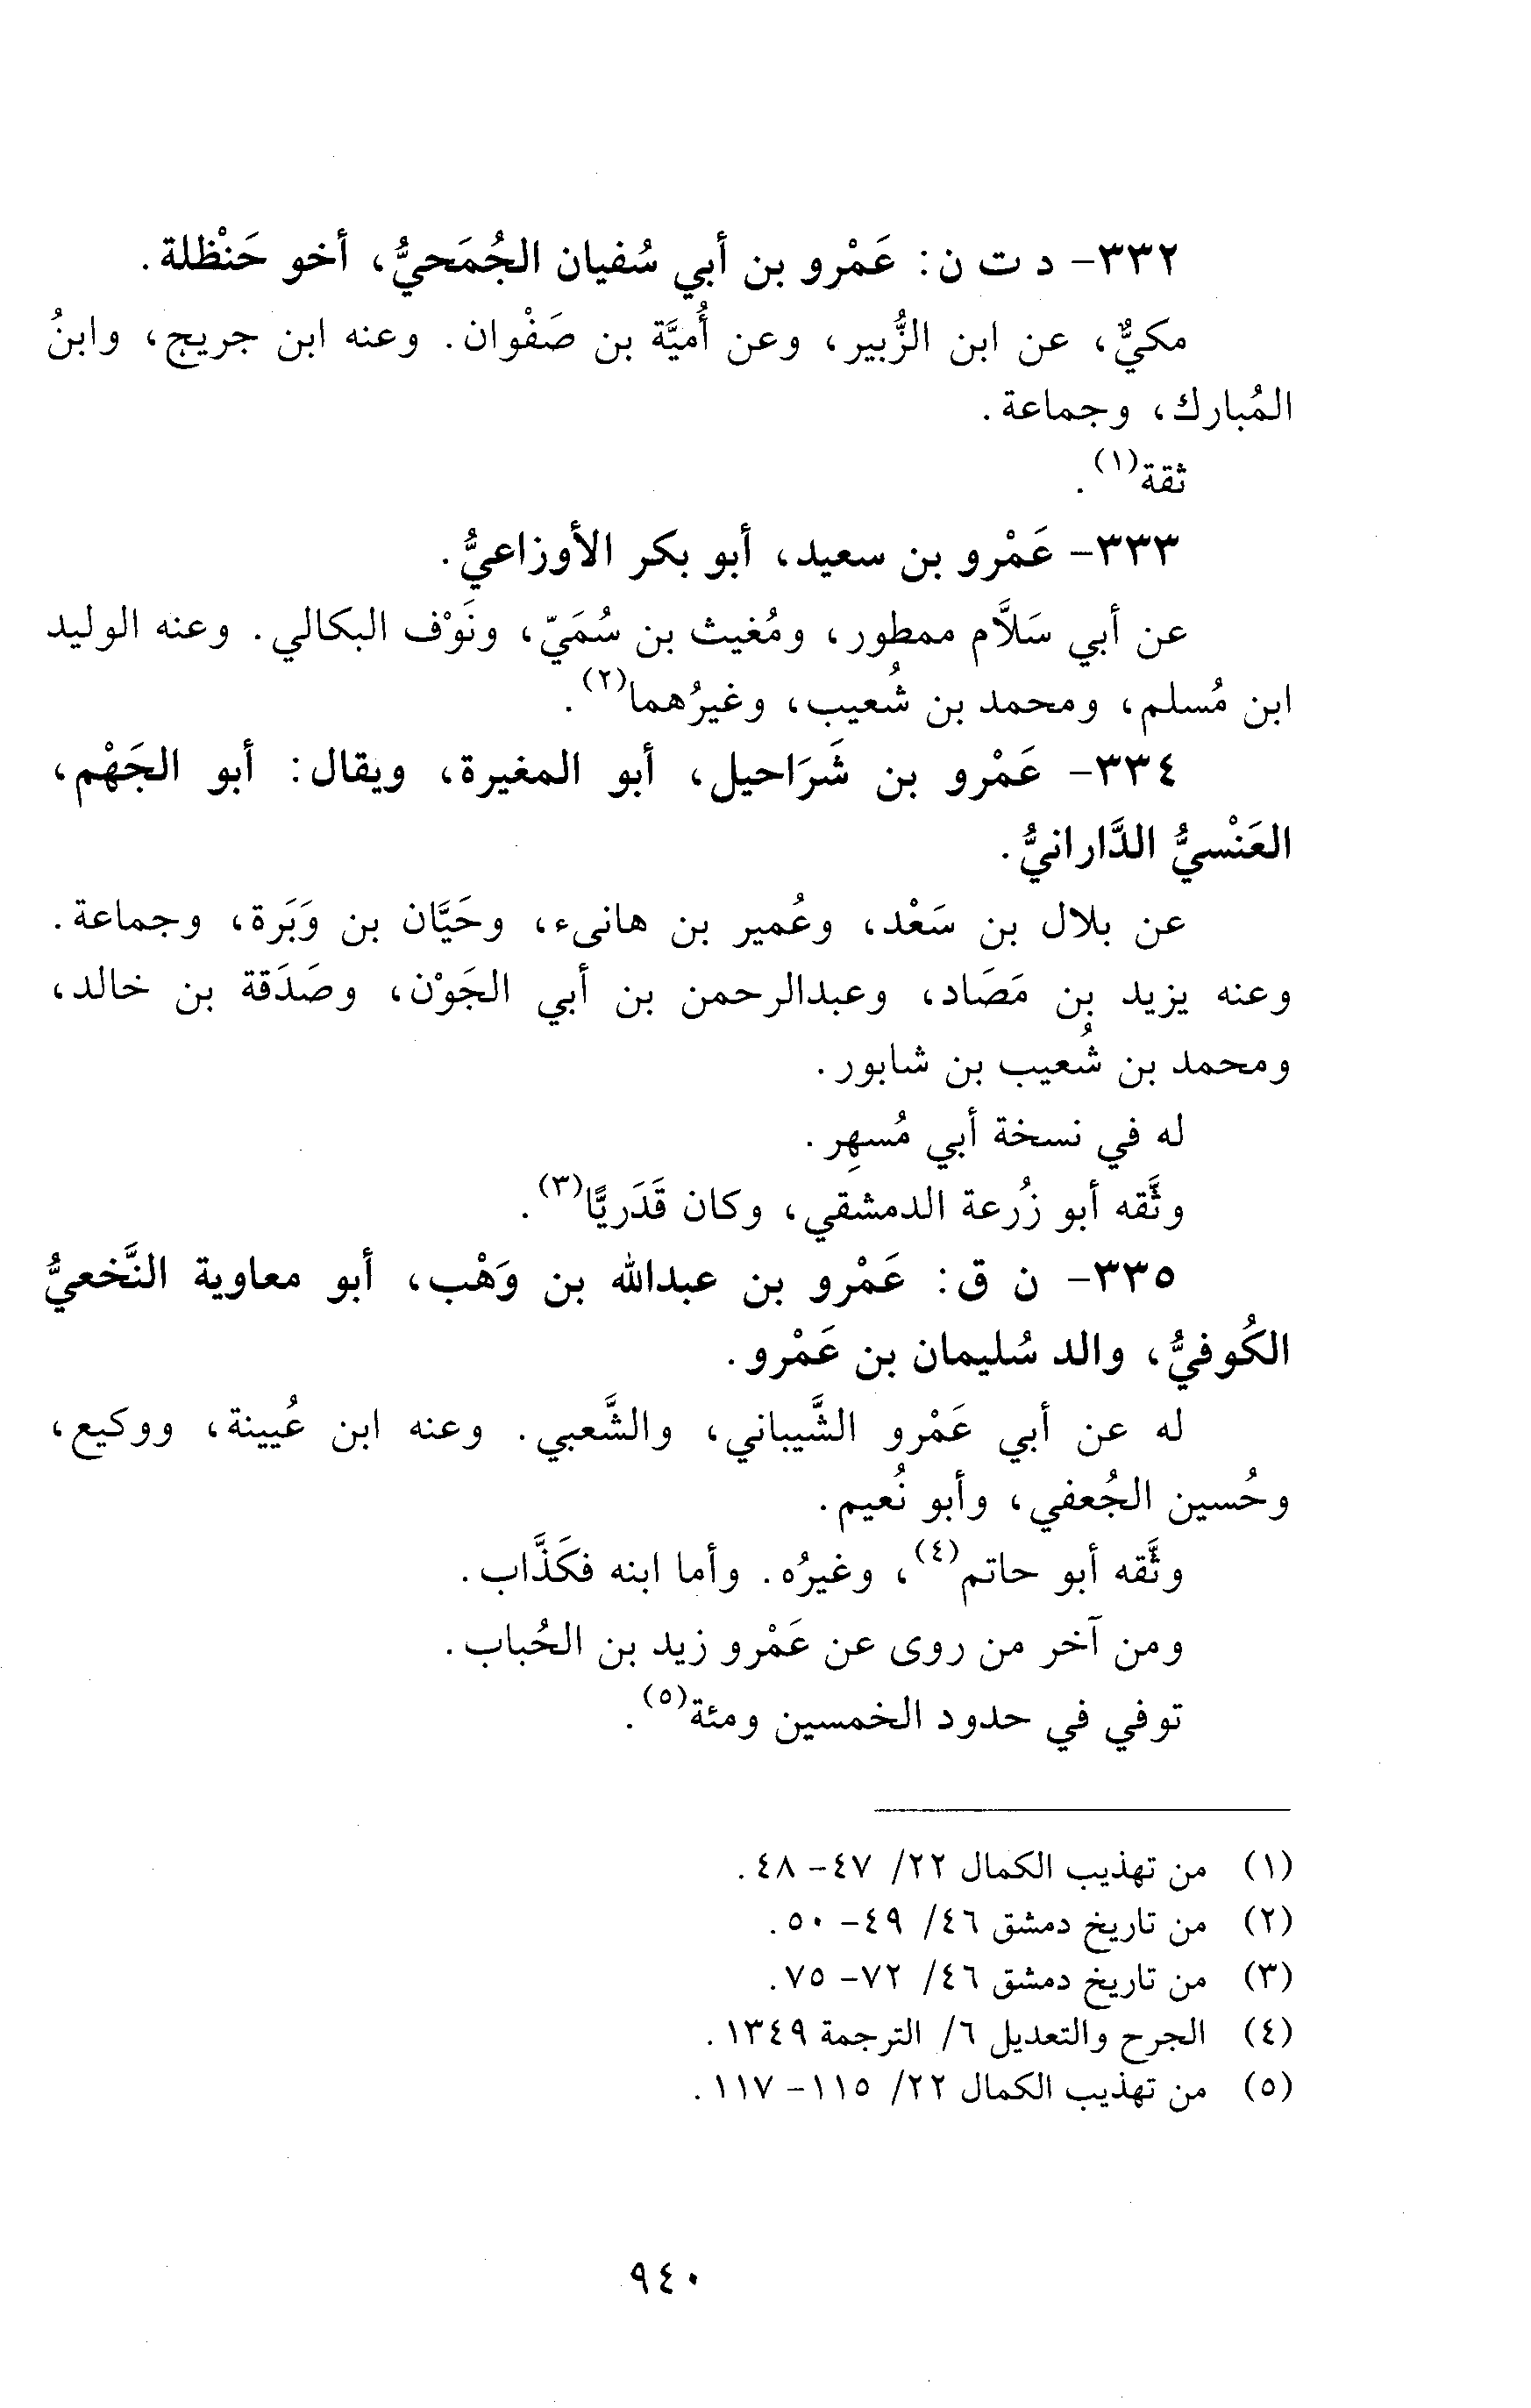 ٣٣٢- د ت ن: عَمْرو بن أبي سُفيان الجُمَحيُّ، أخو حَنْظلة.
مكيٌّ، عن ابن الزُّبير، وعن أُميَّة بن صَفْوان. وعنه ابن جريج، وابنُ
المُبارك، وجماعة.
ثقة(١).
٣٣٣- عَمْرو بن سعيد، أبو بكر الأوزاعيُّ.
عن أبي سَلَّام ممطور، ومُغيث بن سُمَيّ، ونَوْف البكالي. وعنه الوليد
ابن مُسلم، ومحمد بن شُعيب، وغيرُهما(٢).
٣٣٤- عَمْرو بن شَرَاحيل، أبو المغيرة، ويقال: أبو الجَهْم،
العَنْسيُّ الدَّارانيُّ.
عن بلال بن سَعْد، وعُمير بن هانىء، وحَيَّان بن وَبَرة، وجماعة.
وعنه يزيد بن مَصَاد، وعبدالرحمن بن أبي الجَوْن، وصَدَقة بن خالد،
ومحمد بن شُعيب بن شابور.
له في نسخة أبي مُسهِر.
وثَّقه أبو زُرعة الدمشقي، وكان قَدَريًّا(٣).
٣٣٥- ن ق: عَمْرو بن عبدالله بن وَهْب، أبو معاوية النَّخعيُّ
الكُوفيُّ، والد سُليمان بن عَمْرو.
له عن أبي عَمْرو الشَّيباني، والشَّعبي. وعنه ابن عُيينة، ووكيع،
وحُسين الجُعفي، وأبو نُعيم.
وثَّقه أبو حاتم(٤)، وغيرُه. وأما ابنه فكَذَّاب.
ومن آخر من روى عن عَمْرو زيد بن الحُباب.
توفي في حدود الخمسين ومئة(٥).
(١) من تهذيب الكمال ٢٢/ ٤٧- ٤٨.
(٢) من تاريخ دمشق ٤٦/ ٤٩- ٥٠.
(٣) من تاريخ دمشق ٤٦/ ٧٢- ٧٥.
(٤) الجرح والتعديل ٦/ الترجمة ١٣٤٩.
(٥) من تهذيب الكمال ٢٢/ ١١٥- ١١٧.
٩٤٠